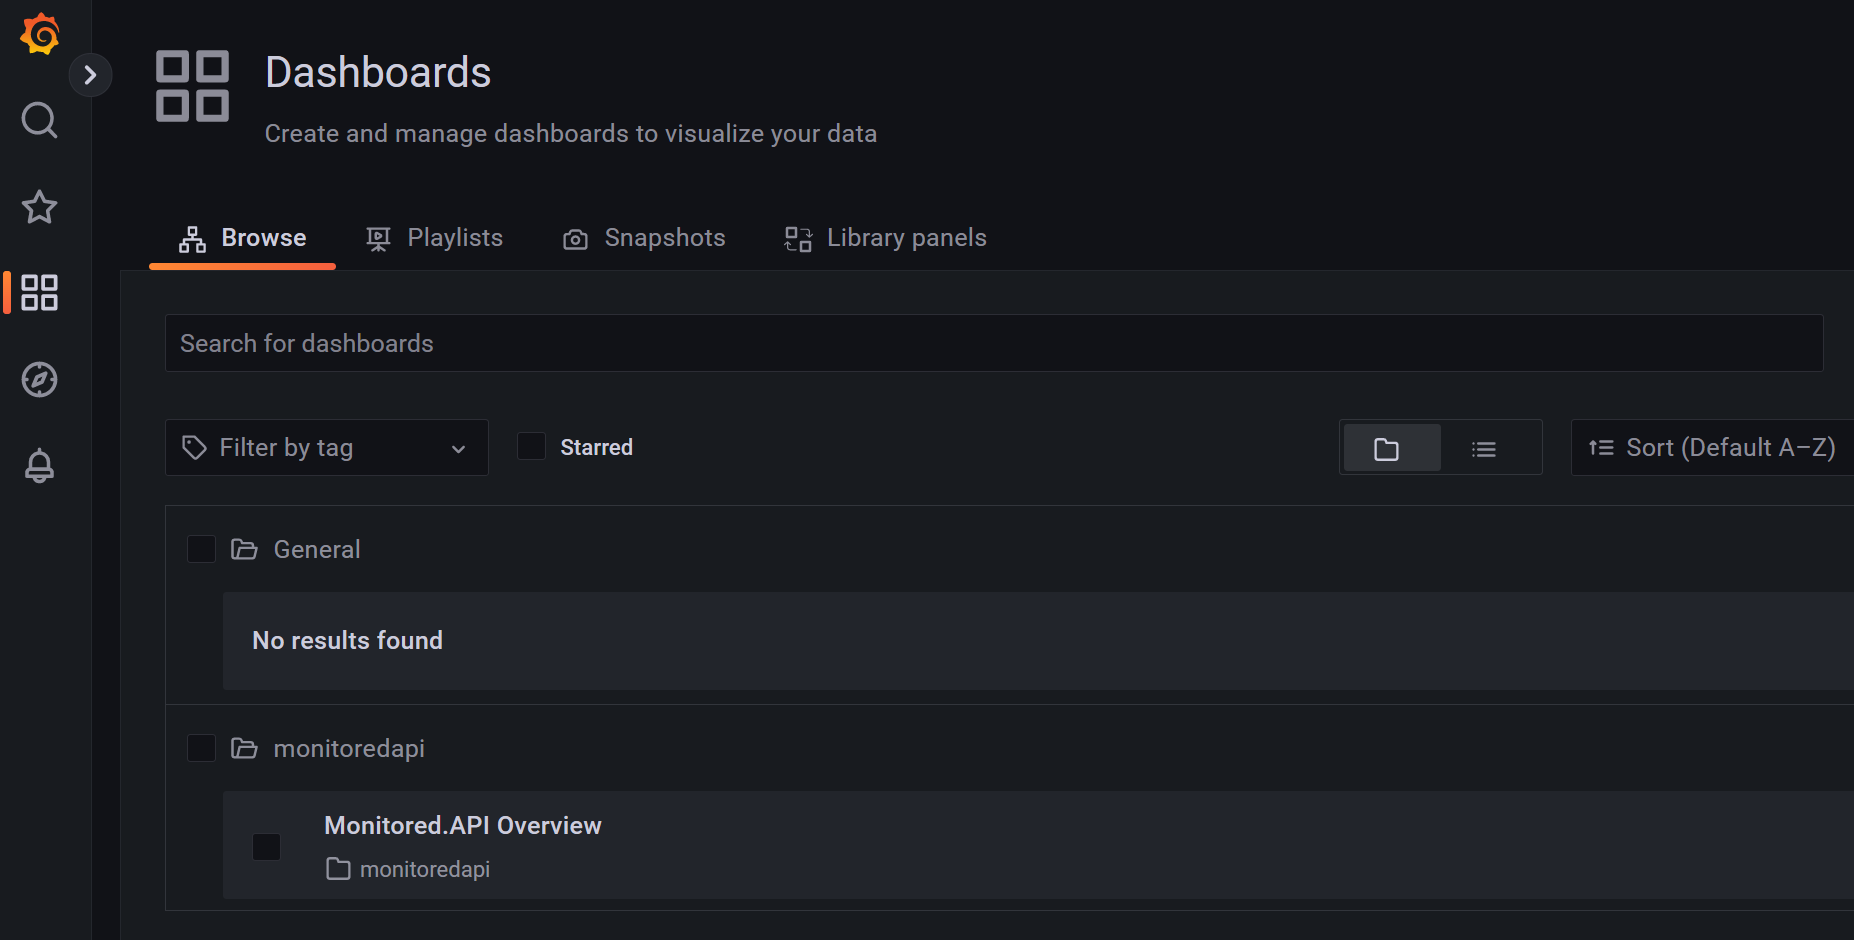 Dashboards
Create and manage dashboards to visualize your data
Browse
Playlists
Snapshots
Library panels
Search for dashboards
Filter by tag
Starred
Sort (Default A–Z)
General
No results found
monitoredapi
Monitored.API Overview
monitoredapi